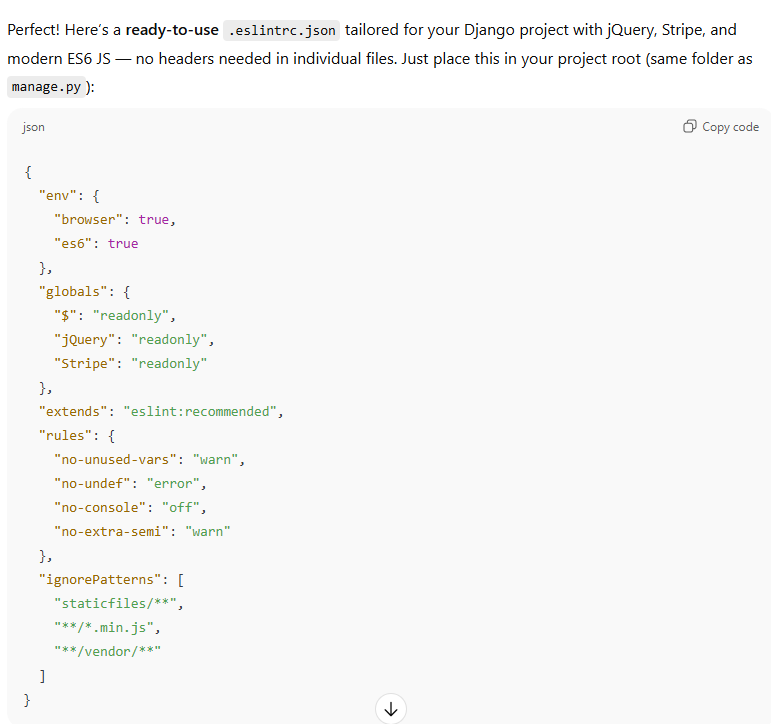 Perfect! Here's a ready-to-use .eslintrc.json tailored for your Django project with jQuery, Stripe, and
modern ES6 JS — no headers needed in individual files. Just place this in your project root (same folder as
manage.py):
json Copy code
{
  "env": {
    "browser": true,
    "es6": true
  },
  "globals": {
    "$": "readonly",
    "jQuery": "readonly",
    "Stripe": "readonly"
  },
  "extends": "eslint:recommended",
  "rules": {
    "no-unused-vars": "warn",
    "no-undef": "error",
    "no-console": "off",
    "no-extra-semi": "warn"
  },
  "ignorePatterns": [
    "staticfiles/**",
    "**/*.min.js",
    "**/vendor/**"
  ]
}